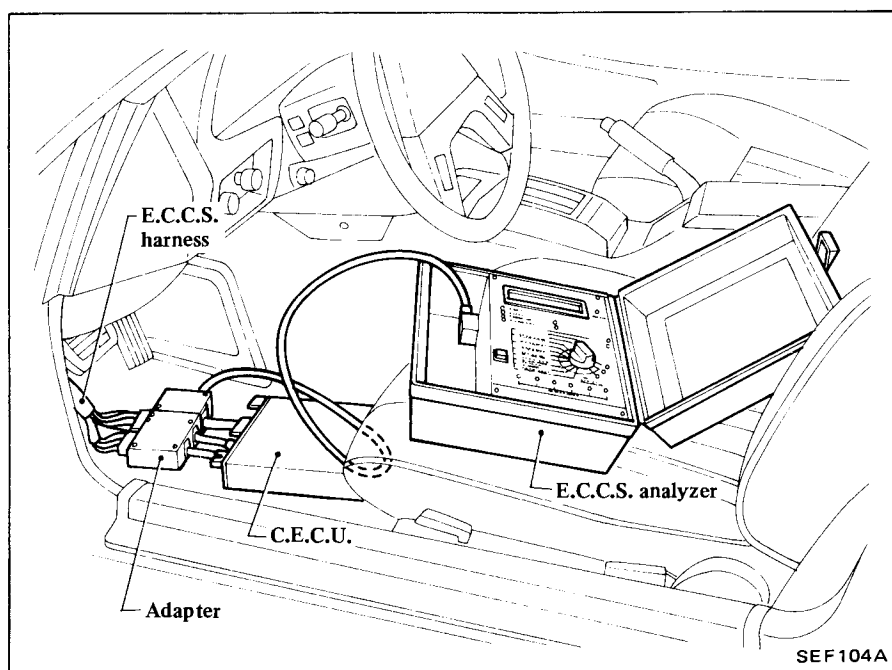 E.C.C.S.
harness
E.C.C.S. analyzer
C.E.C.U.
Adapter
SEF104A